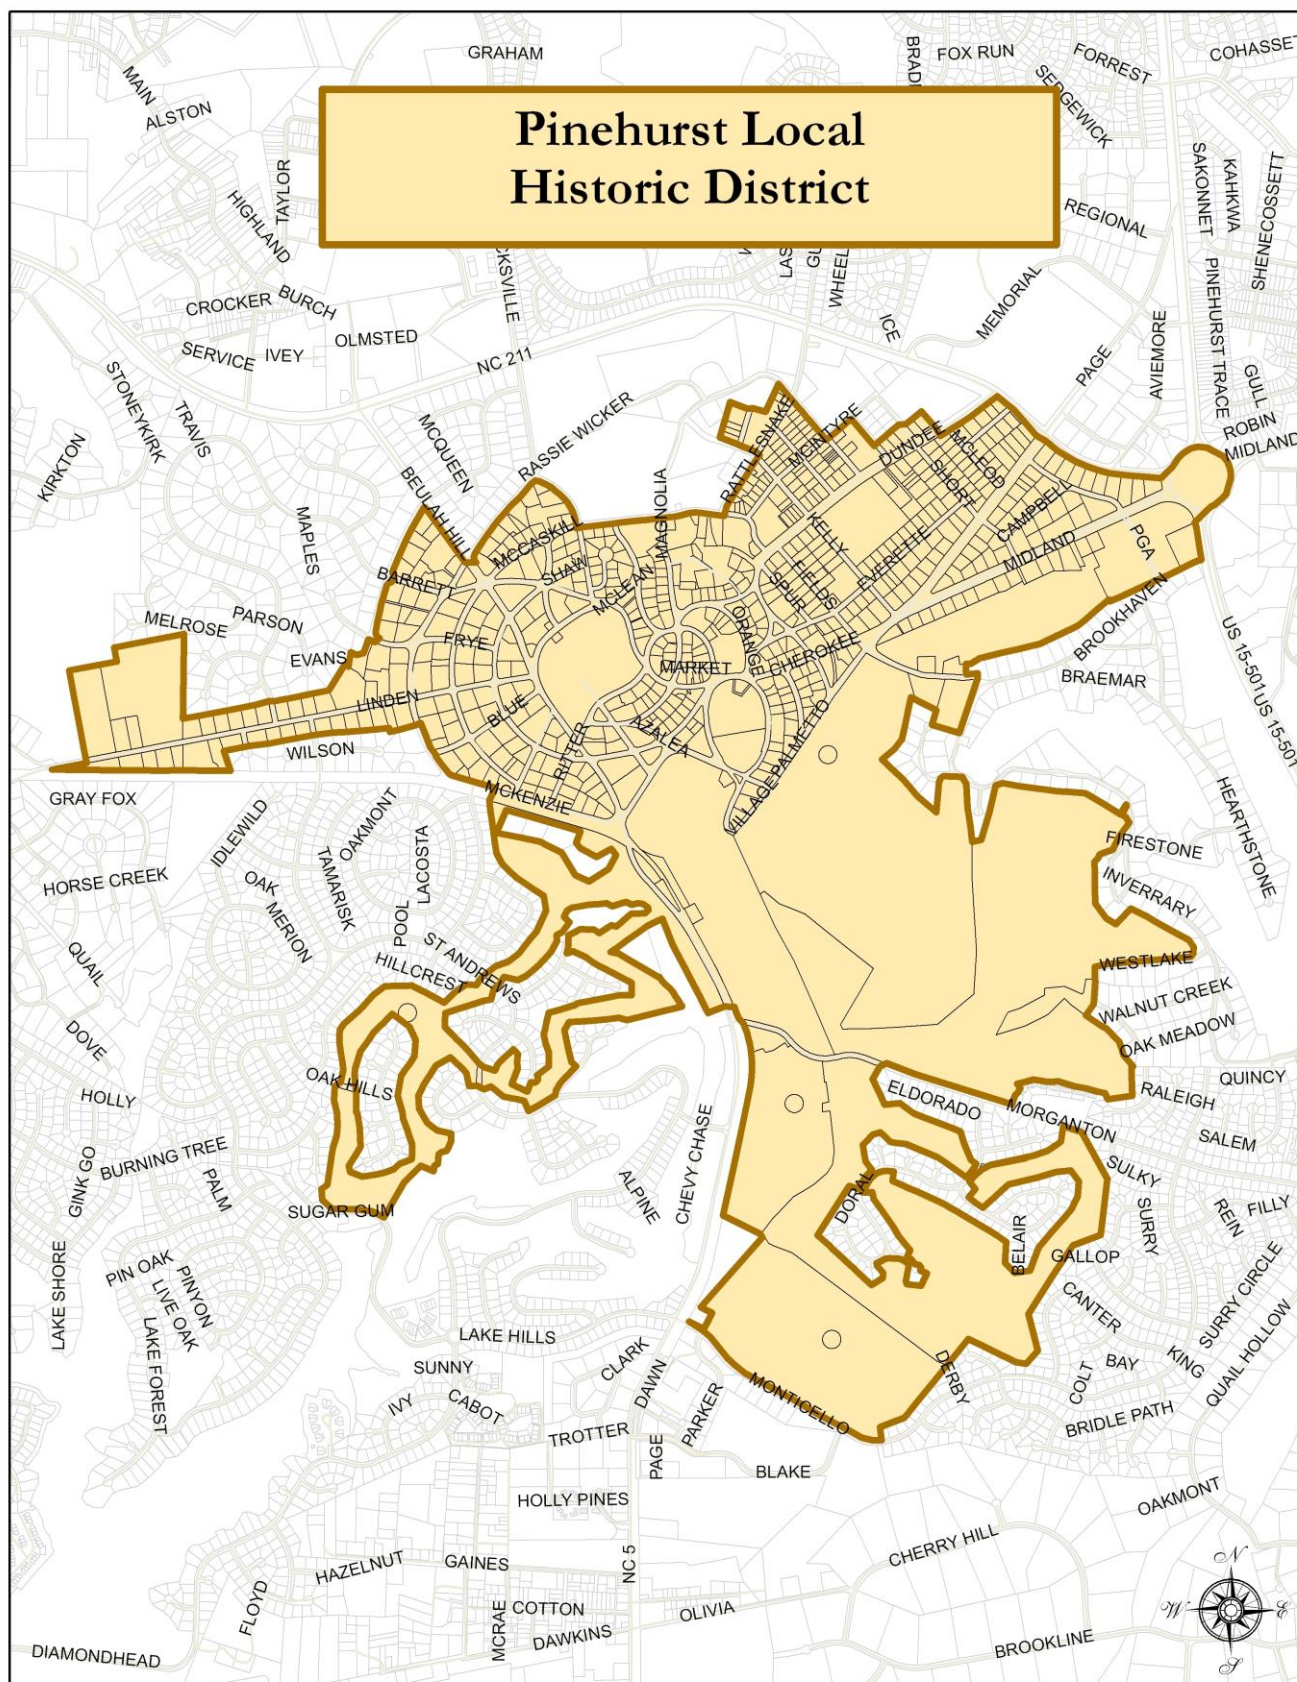 GRAHAM
FOX RUN
FORREST
COHASSET
MAIN
ALSTON
SEDGEWICK
Pinehurst Local
Historic District
TAYLOR
HIGHLAND
SAKONNET
KAHKWA
SHENECOSSETT
REGIONAL
CROCKER
BURCH
OLMSTED
SERVICE
IVEY
NC 211
ICE
MEMORIAL
PINEHURST TRACE
PAGE
AVIEMORE
GULL
ROBIN
MIDLAND
STONEYKIRK
TRAVIS
KIRKTON
MCQUEEN
RASSIE WICKER
BEULAH HILL
MAGNOLIA
RATTLESNAKE
MCINTYRE
DUNDEE
MCLEOD
SHORT
CAMPBELL
MAPLES
MCCASKILL
SHAW
MCLEAN
KELLY
FIELDS
SPUR
EVERETTE
MIDLAND
PGA
BARRETT
MELROSE
PARSON
EVANS
FRYE
MARKET
ORANGE
CHEROKEE
BROOKHAVEN
BRAEMAR
US 15-501
US 15-501
LINDEN
BLUE
WILSON
RITTER
AZALEA
VILLAGE
PALMETTO
MCKENZIE
GRAY FOX
IDLEWILD
OAKMONT
LACOSTA
TAMARISK
HORSE CREEK
OAK
MERION
POOL
ST ANDREWS
HILLCREST
QUAIL
DOVE
FIRESTONE
HEARTHSTONE
INVERRARY
WESTLAKE
WALNUT CREEK
OAK MEADOW
OAK HILLS
HOLLY
ELDORADO
MORGANTON
RALEIGH
QUINCY
SALEM
CHEVY CHASE
BURNING TREE
GINK GO
PALM
SUGAR GUM
ALPINE
DORAL
BELAIR
GALLOP
SULKY
SURRY
REIN
FILLY
SURRY CIRCLE
LAKE SHORE
PIN OAK
PINYON
LIVE OAK
LAKE FOREST
LAKE HILLS
SUNNY
CLARK
DAWN
CANTER
KING
QUAIL HOLLOW
IVY
CABOT
TROTTER
PAGE
PARKER
MONTICELLO
DERBY
COLT
BAY
BRIDLE PATH
BLAKE
HOLLY PINES
OAKMONT
NC 5
CHERRY HILL
HAZELNUT
GAINES
FLOYD
MCRAE
COTTON
DAWKINS
OLIVIA
DIAMONDHEAD
BROOKLINE
N
W
E
S